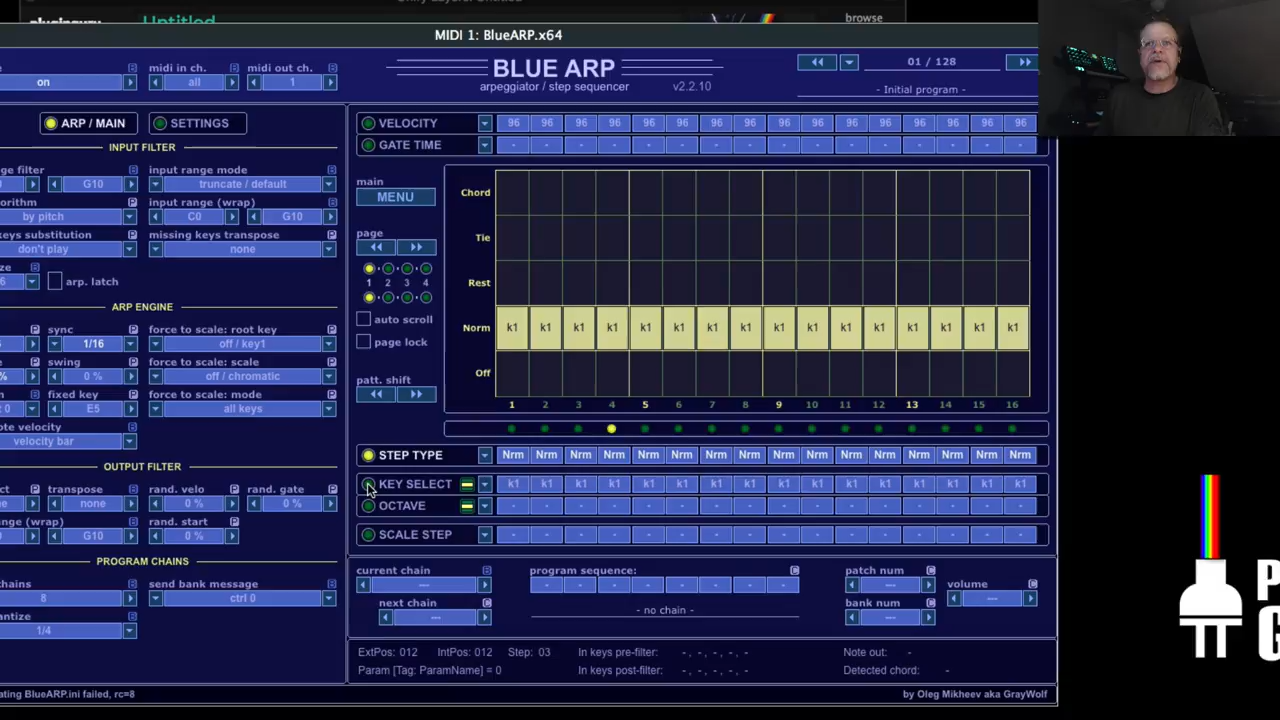 Untitled
browse
MIDI 1: BlueARP.x64
midi in ch.
midi out ch.
on
all
1
BLUE ARP
arpeggiator / step sequencer
v2.2.10
01 / 128
- Initial program -
ARP / MAIN
SETTINGS
INPUT FILTER
input range mode
G10
truncate / default
input range (wrap)
by pitch
C0
G10
missing keys transpose
don't play
none
arp. latch
ARP ENGINE
sync
force to scale: root key
1/16
off / key1
swing
force to scale: scale
0 %
off / chromatic
fixed key
force to scale: mode
E5
all keys
velocity bar
OUTPUT FILTER
transpose
rand. velo
rand. gate
none
0 %
0 %
(wrap)
rand. start
G10
0 %
PROGRAM CHAINS
send bank message
8
ctrl 0
1/4
VELOCITY
96 96 96 96 96 96 96 96 96 96 96 96 96 96 96 96
GATE TIME
- - - - - - - - - - - - - - - -
main
MENU
page
1 2 3 4
auto scroll
page lock
patt. shift
Chord
Tie
Rest
Norm
k1 k1 k1 k1 k1 k1 k1 k1 k1 k1 k1 k1 k1 k1 k1 k1
Off
1 2 3 4 5 6 7 8 9 10 11 12 13 14 15 16
STEP TYPE
Nrm Nrm Nrm Nrm Nrm Nrm Nrm Nrm Nrm Nrm Nrm Nrm Nrm Nrm Nrm Nrm
KEY SELECT
k1 k1 k1 k1 k1 k1 k1 k1 k1 k1 k1 k1 k1 k1 k1 k1
OCTAVE
- - - - - - - - - - - - - - - -
SCALE STEP
- - - - - - - - - - - - - - - -
current chain
---
next chain
---
program sequence:
- - - - - - - -
- no chain -
patch num
---
bank num
---
volume
---
ExtPos: 012
IntPos: 012
Step: 03
In keys pre-filter:
- , - , - , - , -
Note out:
-
Param [Tag: ParamName] = 0
In keys post-filter:
- , - , - , - , -
Detected chord:
-
ating BlueARP.ini failed, rc=8
by Oleg Mikheev aka GrayWolf